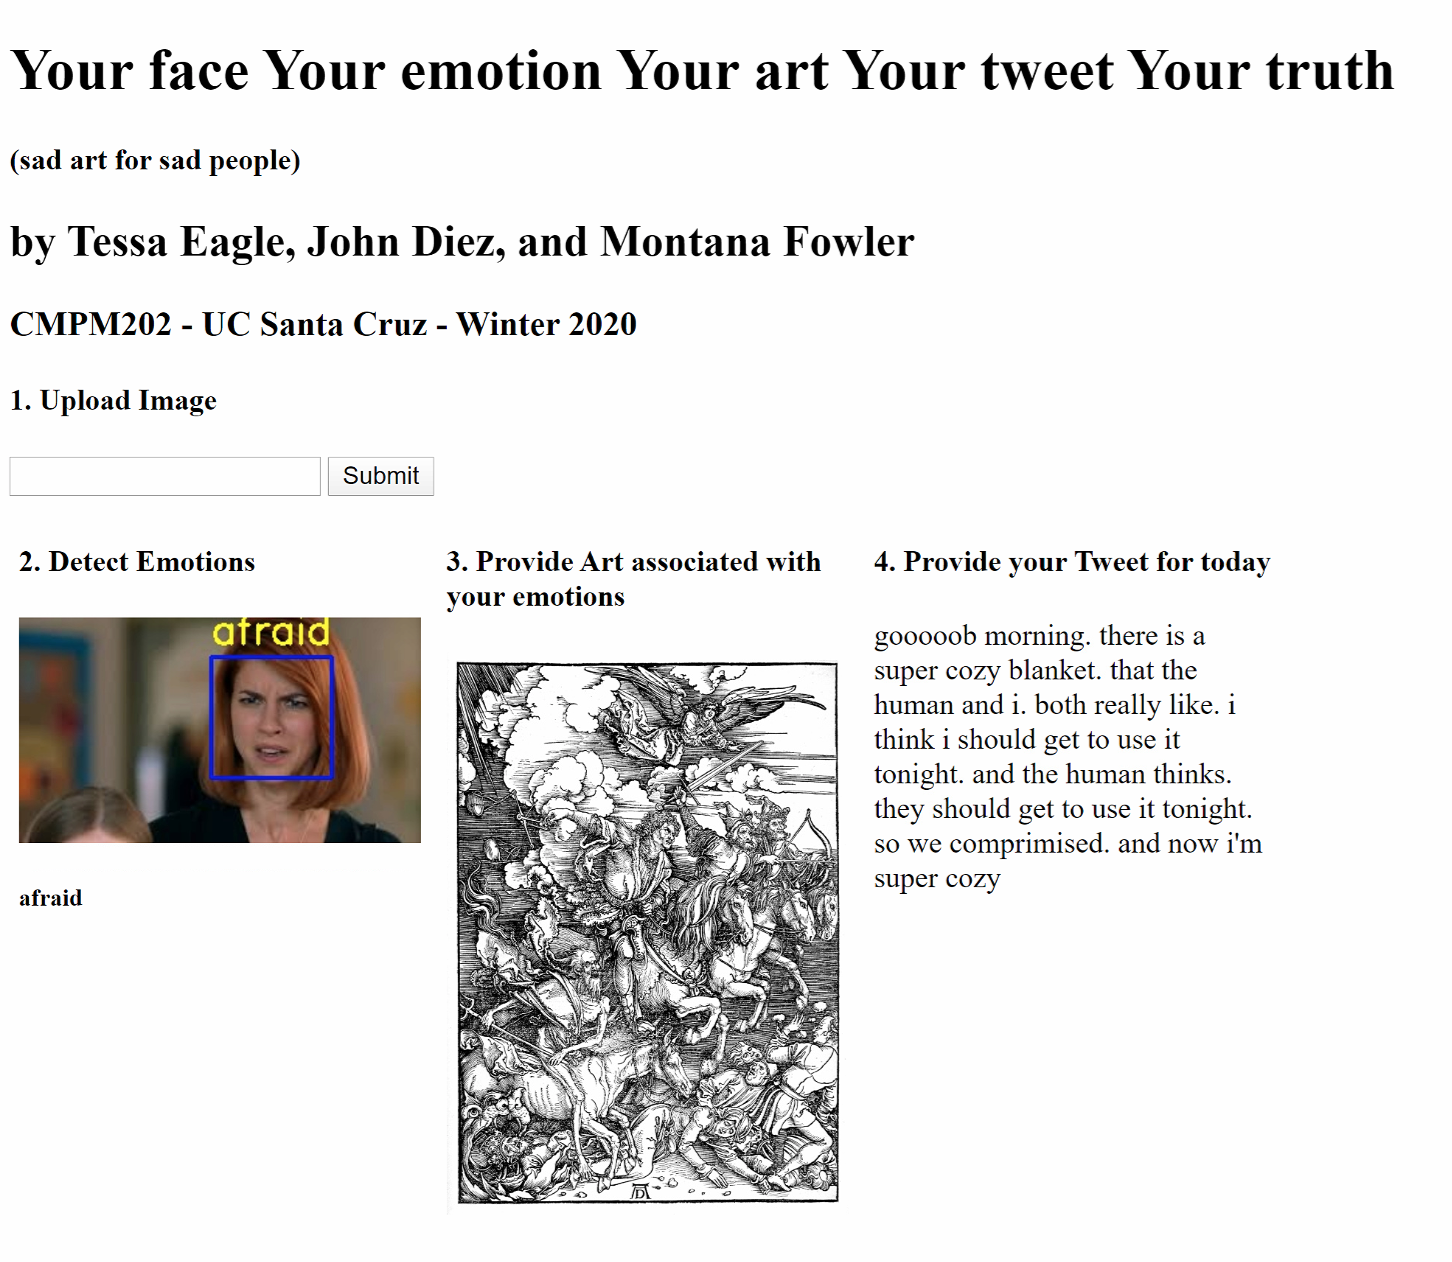 Your face Your emotion Your art Your tweet Your truth
(sad art for sad people)
by Tessa Eagle, John Diez, and Montana Fowler
CMPM202 - UC Santa Cruz - Winter 2020
1. Upload Image
Submit
2. Detect Emotions
afraid
afraid
3. Provide Art associated with
your emotions
AD
4. Provide your Tweet for today
gooooob morning. there is a
super cozy blanket. that the
human and i. both really like. i
think i should get to use it
tonight. and the human thinks.
they should get to use it tonight.
so we comprimised. and now i'm
super cozy